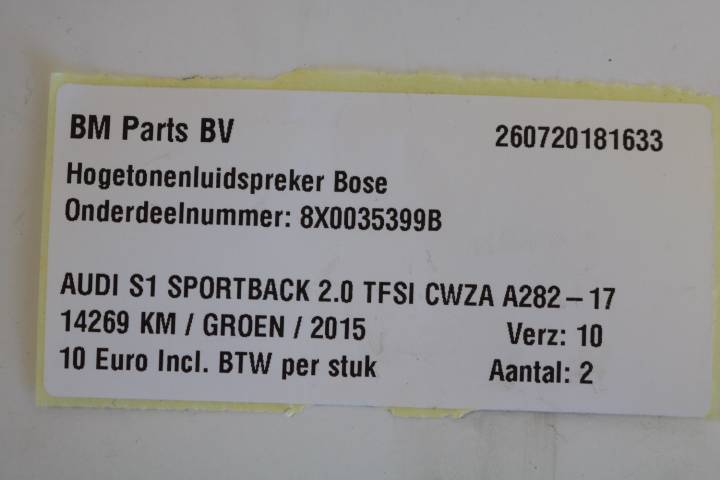 BM Parts BV 260720181633
Hogetonenluidspreker Bose
Onderdeelnummer: 8X0035399B
AUDI S1 SPORTBACK 2.0 TFSI CWZA A282 – 17
14269 KM / GROEN / 2015 Verz: 10
10 Euro Incl. BTW per stuk Aantal: 2